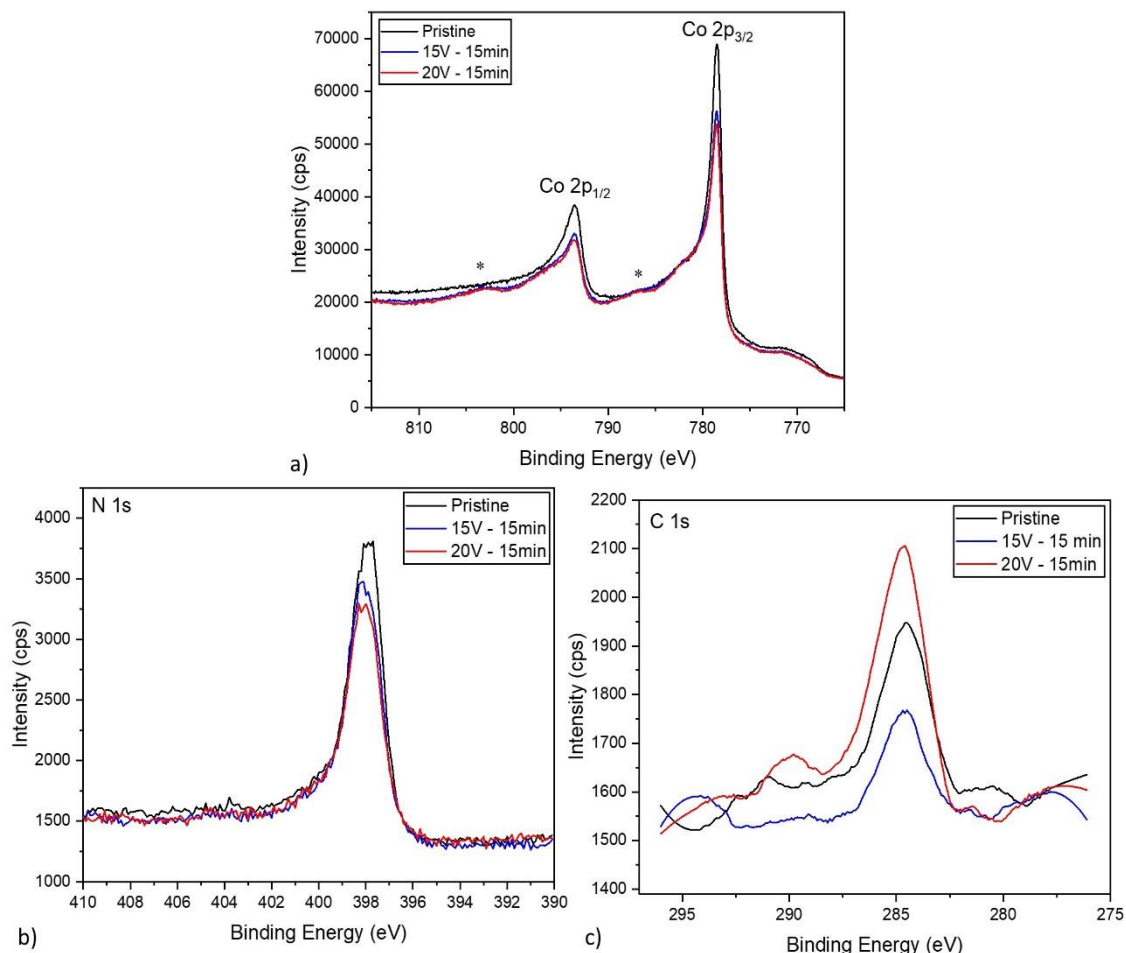 Pristine
15V - 15min
20V - 15min
Co 2p3/2
Co 2p1/2
*
*
70000
60000
50000
40000
30000
20000
10000
0
Intensity (cps)
810 800 790 780 770
Binding Energy (eV)
a)
N 1s
Pristine
15V - 15min
20V - 15min
4000
3500
3000
2500
2000
1500
1000
Intensity (cps)
410 408 406 404 402 400 398 396 394 392 390
Binding Energy (eV)
b)
C 1s
Pristine
15V - 15 min
20V - 15min
2200
2100
2000
1900
1800
1700
1600
1500
1400
Intensity (cps)
295 290 285 280 275
Binding Energy (eV)
c)